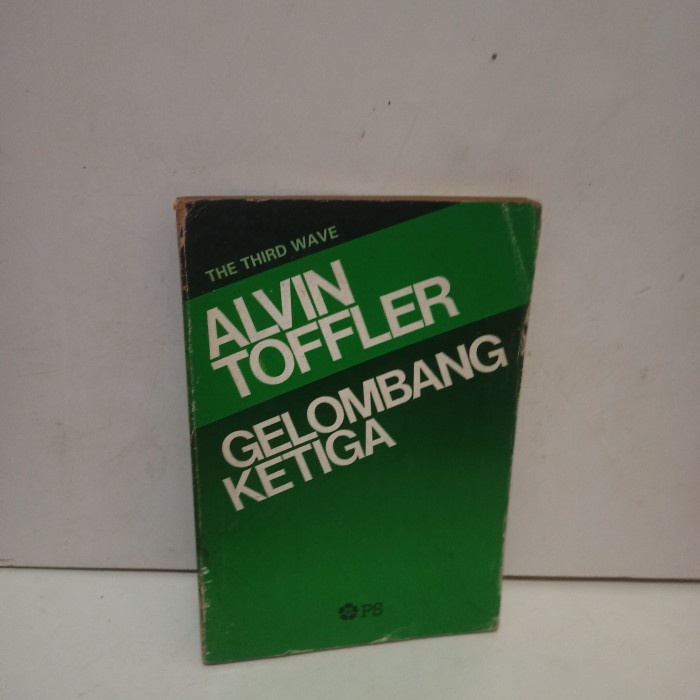 THE THIRD WAVE
ALVIN
TOFFLER
GELOMBANG
KETIGA
PS